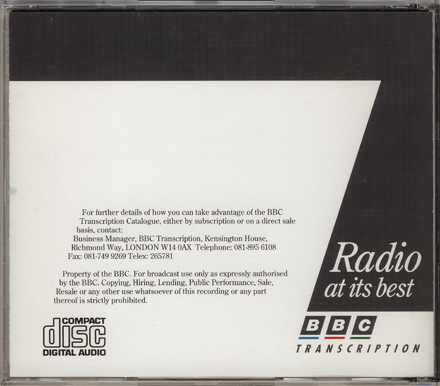 For further details of how you can take advantage of the BBC
Transcription Catalogue, either by subscription or on a direct sale
basis, contact:
Business Manager, BBC Transcription, Kensington House,
Richmond Way, LONDON W14 0AX Telephone: 081-895 6108
Fax: 081-749 9269 Telex: 265781
Property of the BBC. For broadcast use only as expressly authorised
by the BBC. Copying, Hiring, Lending, Public Performance, Sale,
Resale or any other use whatsoever of this recording or any part
thereof is strictly prohibited.
Radio
at its best
BBC
TRANSCRIPTION
COMPACT
disc
DIGITAL AUDIO